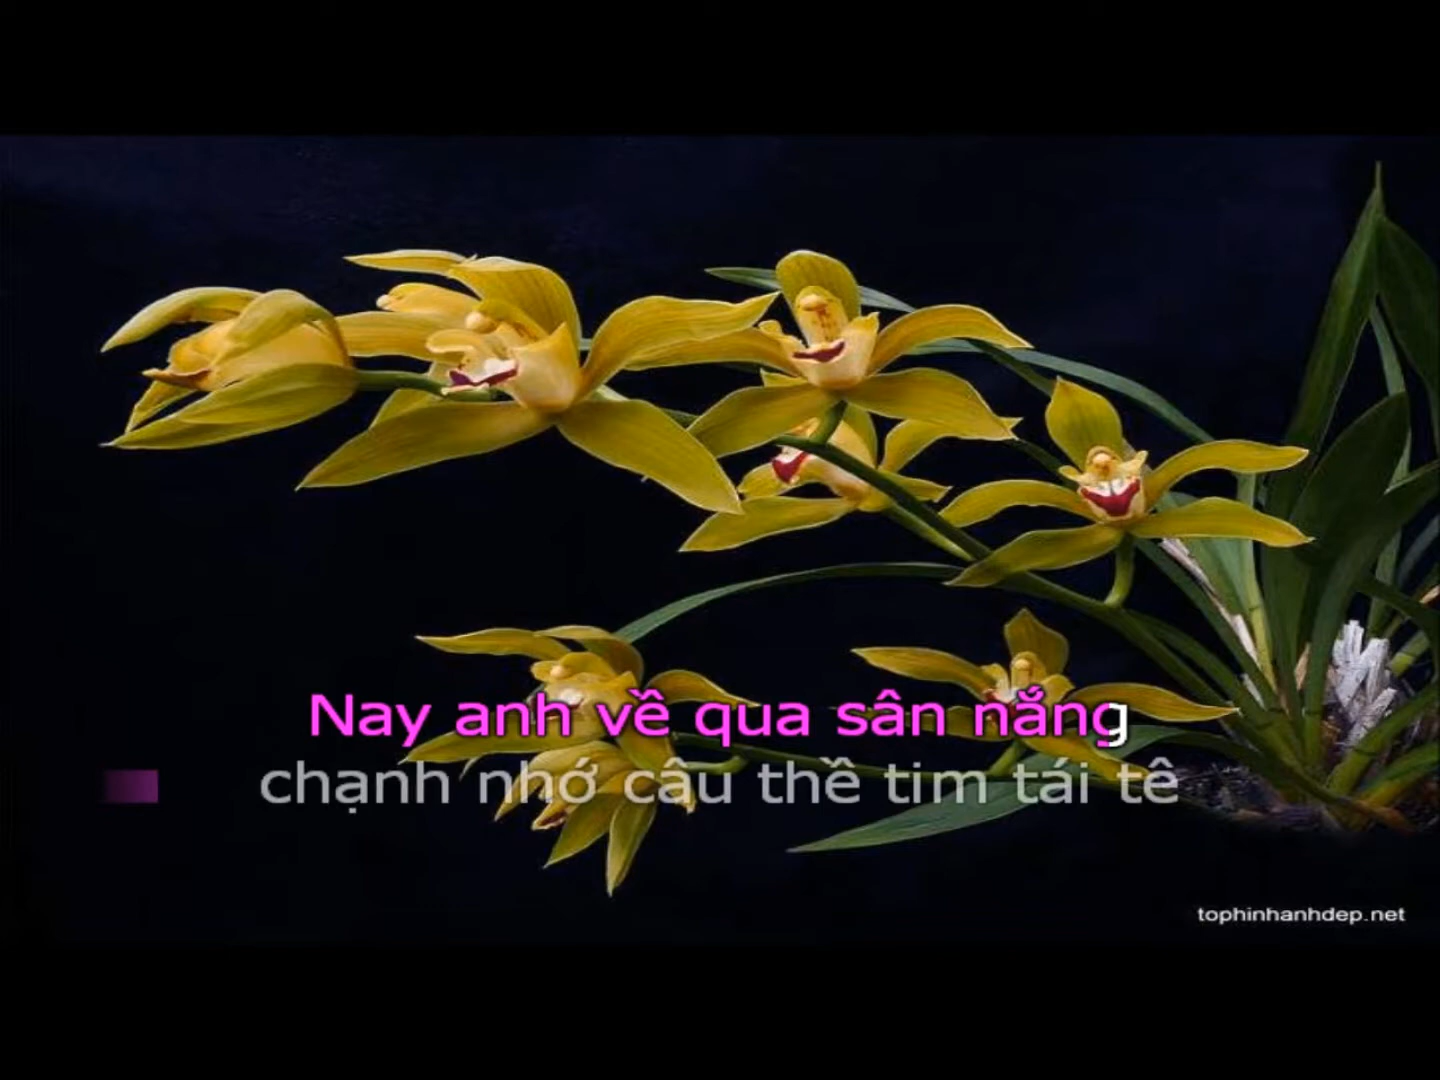 Nay anh về qua sân nắng
chạnh nhớ câu thề tim tái tê
tophinhanhdep.net